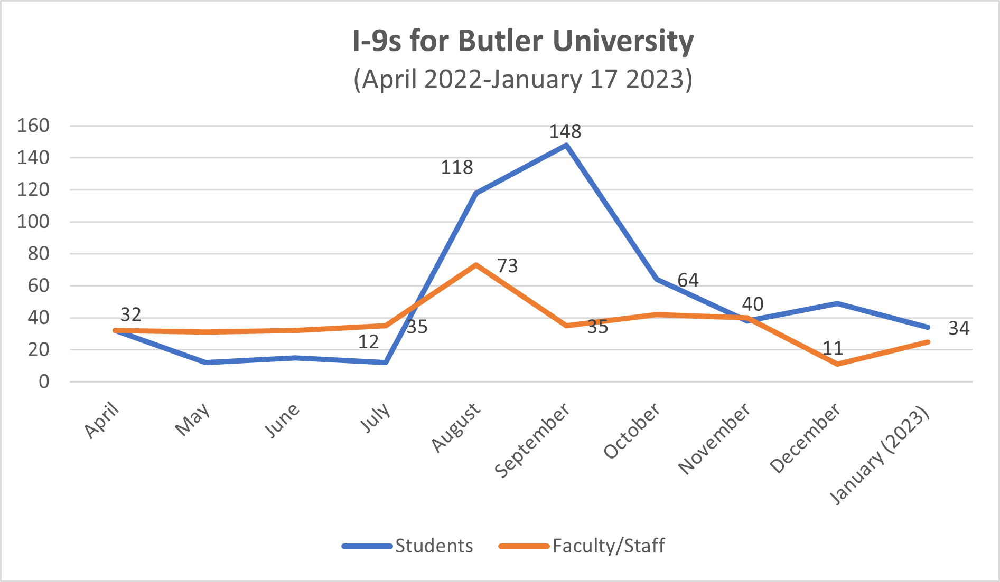 I-9s for Butler University
(April 2022-January 17 2023)
160
140
120
100
80
60
40
20
0
32
12
35
118
73
148
35
64
40
11
34
April
May
June
July
August
September
October
November
December
January (2023)
Students
Faculty/Staff